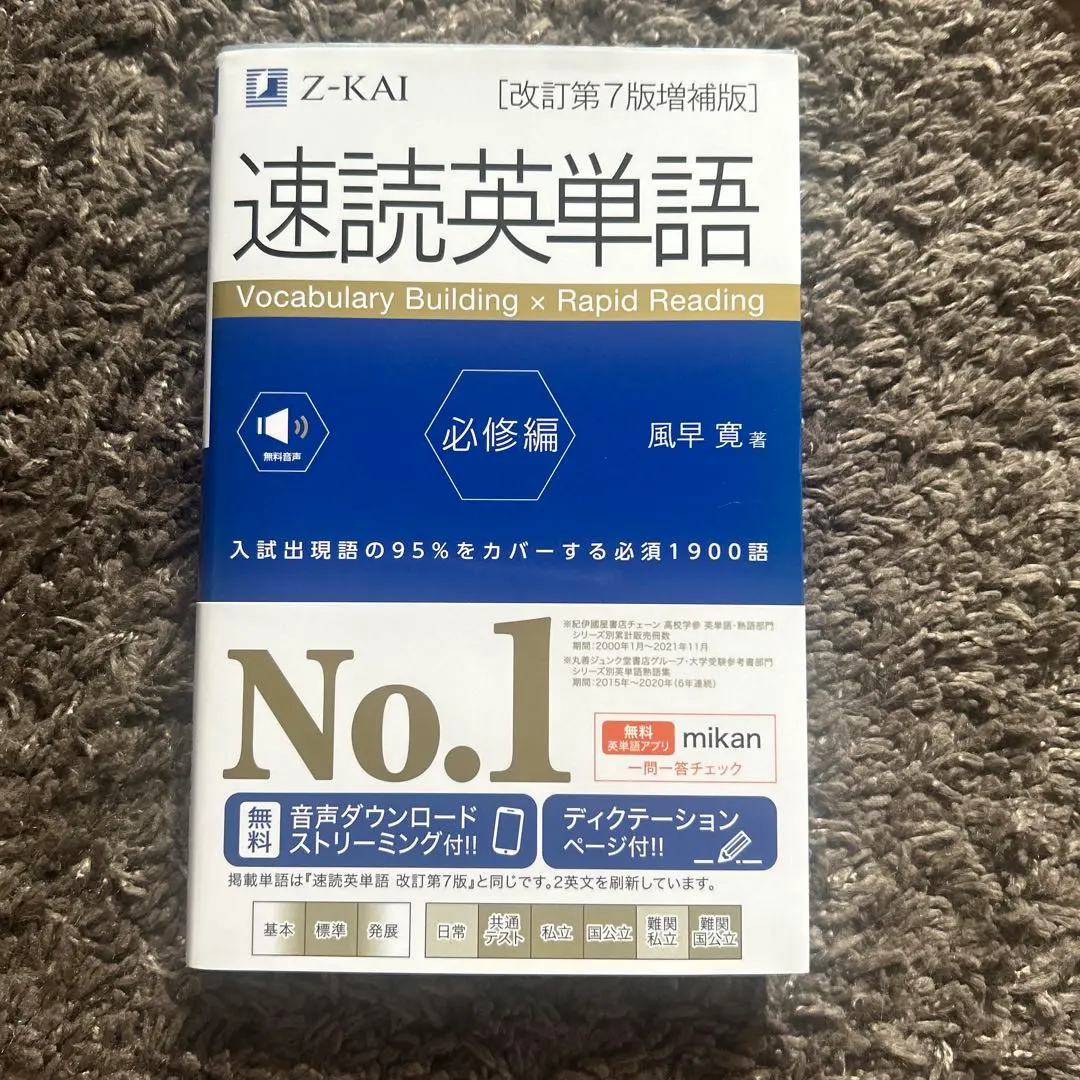 Z-KAI
[改訂第7版増補版]
速読英単語
Vocabulary Building × Rapid Reading
無料音声
必修編
風早 寛 著
入試出現語の95%をカバーする必須1900語
No.1
※紀伊國屋書店チェーン 高校学参 英単語・熟語部門
シリーズ別累計販売冊数
期間:2000年1月〜2021年11月
※丸善ジュンク堂書店グループ・大学受験参考書部門
シリーズ別英単語熟語集
期間:2015年〜2020年(6年連続)
無料
英単語アプリ
mikan
一問一答チェック
無料
音声ダウンロード
ストリーミング付!!
ディクテーション
ページ付!!
掲載単語は『速読英単語 改訂第7版』と同じです。2英文を刷新しています。
基本 標準 発展
日常 共通テスト 私立 国公立 難関私立 難関国公立